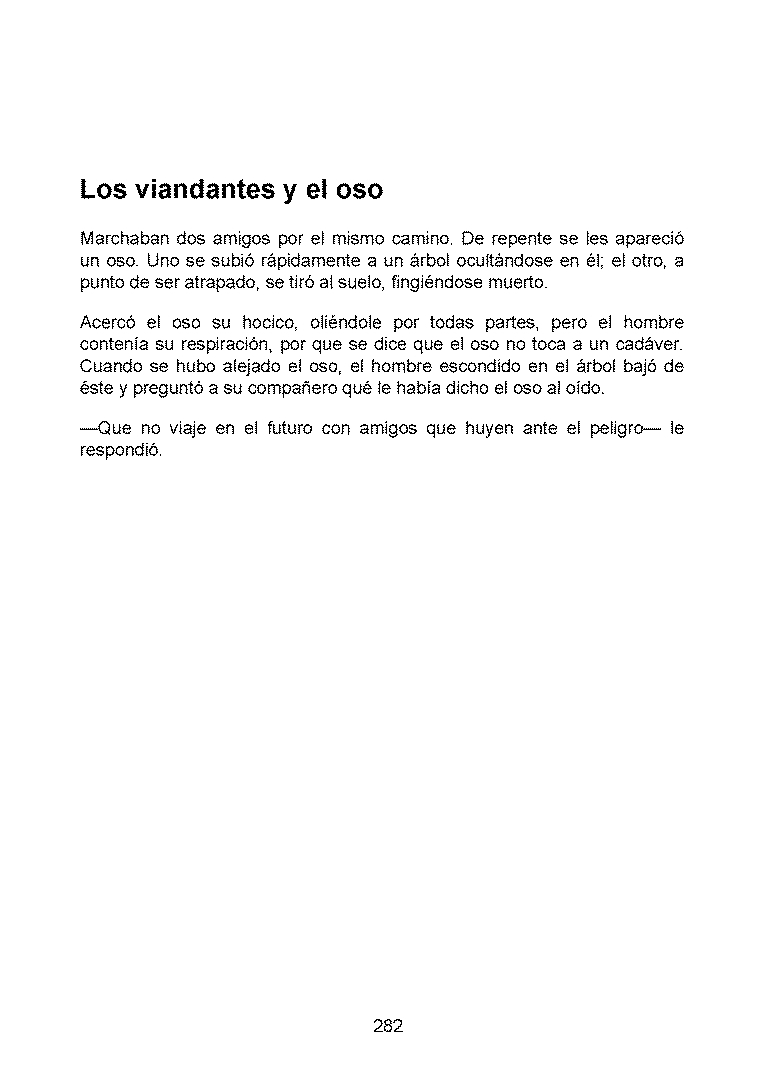 Los viandantes y el oso
Marchaban dos amigos por el mismo camino. De repente se les apareció
un oso. Uno se subió rápidamente a un árbol ocultándose en él; el otro, a
punto de ser atrapado, se tiró al suelo, fingiéndose muerto.
Acercó el oso su hocico, oliéndole por todas partes, pero el hombre
contenía su respiración, por que se dice que el oso no toca a un cadáver.
Cuando se hubo alejado el oso, el hombre escondido en el árbol bajó de
éste y preguntó a su compañero qué le había dicho el oso al oído.
—Que no viaje en el futuro con amigos que huyen ante el peligro— le
respondió.
282